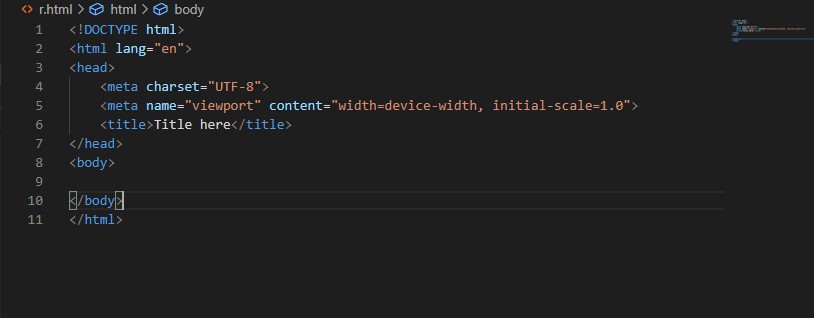 r.html > html > body
1 <!DOCTYPE html>
2 <html lang="en">
3 <head>
4     <meta charset="UTF-8">
5     <meta name="viewport" content="width=device-width, initial-scale=1.0">
6     <title>Title here</title>
7 </head>
8 <body>
9
10 </body>
11 </html>